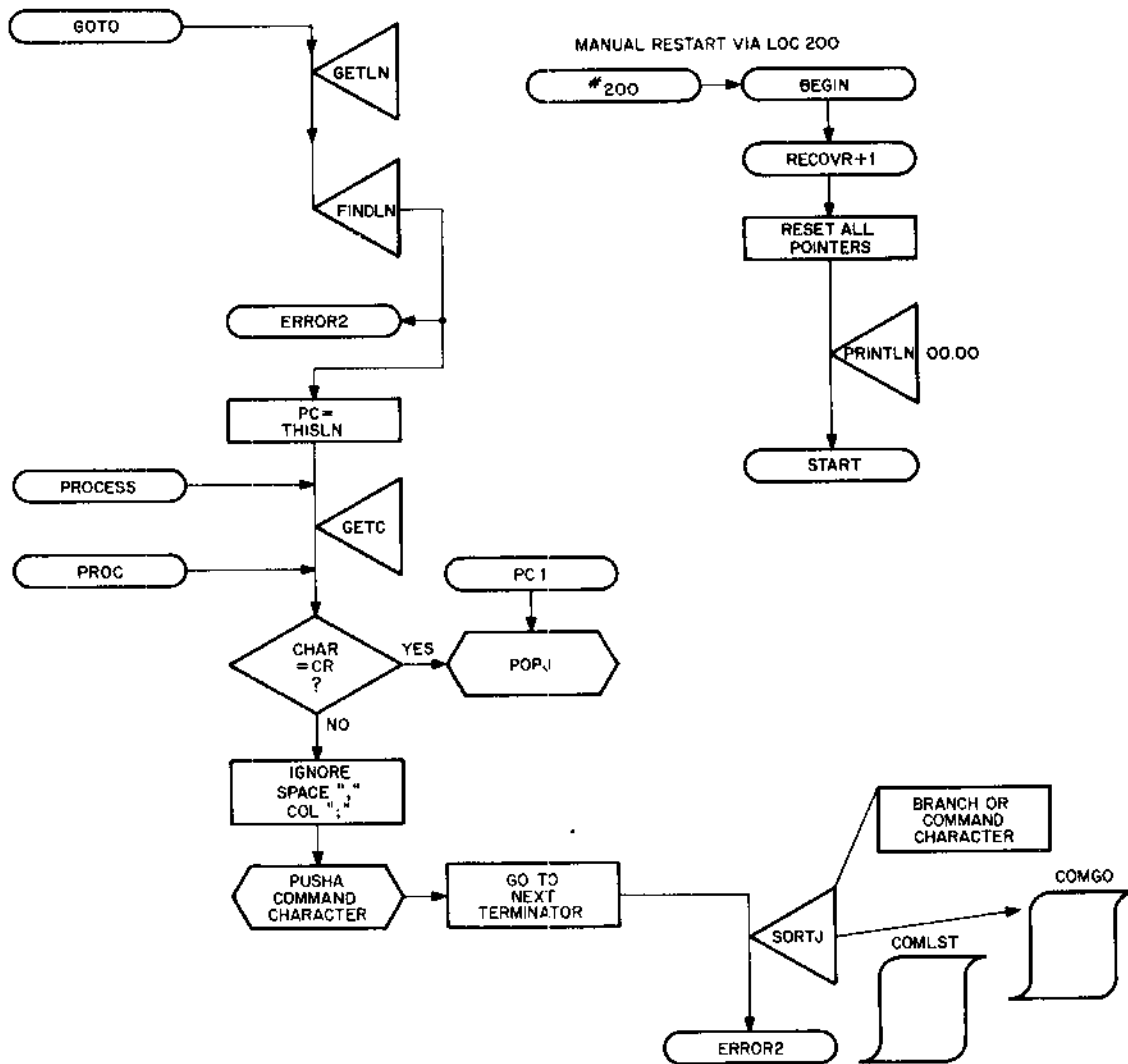 GOTO
GETLN
FINDLN
ERROR2
PC=
THISLN
PROCESS
GETC
PROC
CHAR
=CR
?
YES
NO
PC1
POPJ
IGNORE
SPACE ","
COL ";"
PUSHA
COMMAND
CHARACTER
GO TO
NEXT
TERMINATOR
SORTJ
BRANCH OR
COMMAND
CHARACTER
COMGO
COMLST
ERROR2
MANUAL RESTART VIA LOC 200
#200
BEGIN
RECOVR+1
RESET ALL
POINTERS
PRINTLN 00.00
START